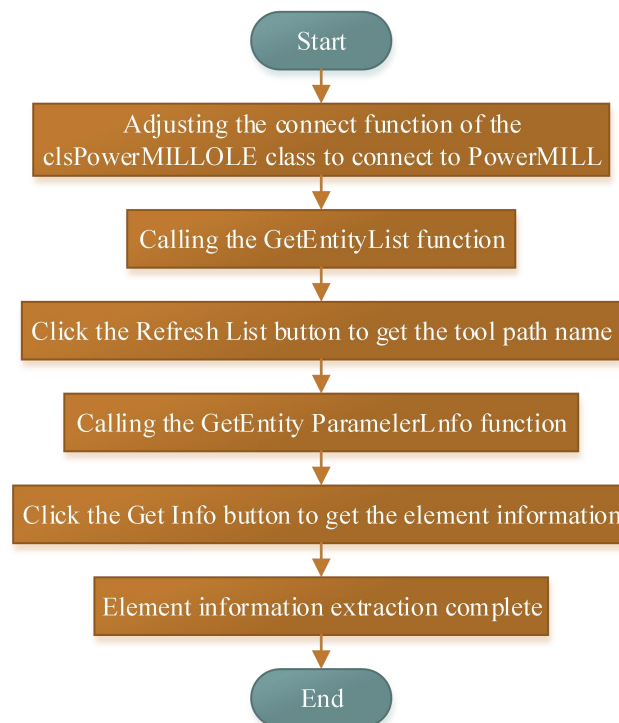 Start
Adjusting the connect function of the
clsPowerMILLOLE class to connect to PowerMILL
Calling the GetEntityList function
Click the Refresh List button to get the tool path name
Calling the GetEntity ParamelerLnfo function
Click the Get Info button to get the element information
Element information extraction complete
End